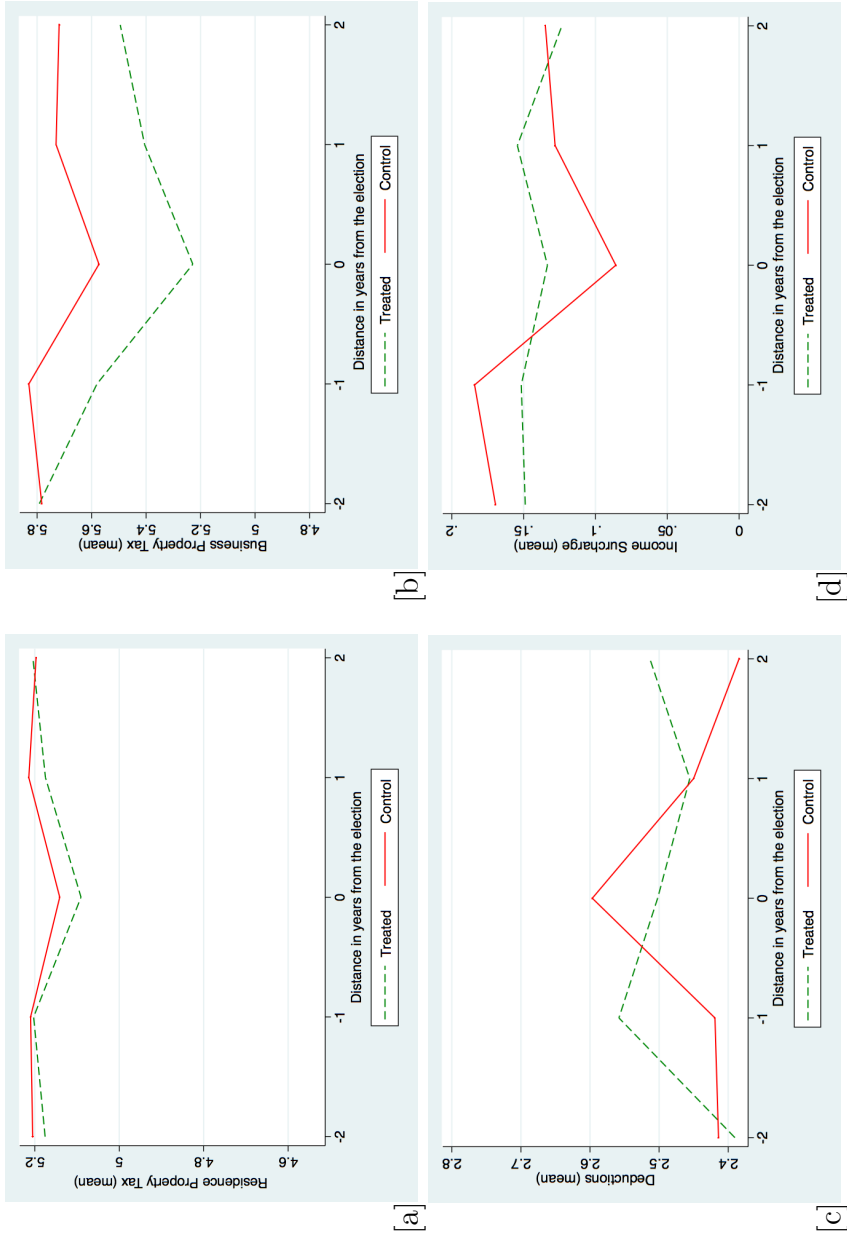 [a]
Residence Property Tax (mean)
5.2
5
4.8
4.6
-2 -1 0 1 2
Distance in years from the election
Treated Control
[b]
Business Property Tax (mean)
5.8
5.6
5.4
5.2
5
4.8
-2 -1 0 1 2
Distance in years from the election
Treated Control
[c]
Deductions (mean)
2.8
2.7
2.6
2.5
2.4
-2 -1 0 1 2
Distance in years from the election
Treated Control
[d]
Income Surcharge (mean)
.2
.15
.1
.05
0
-2 -1 0 1 2
Distance in years from the election
Treated Control